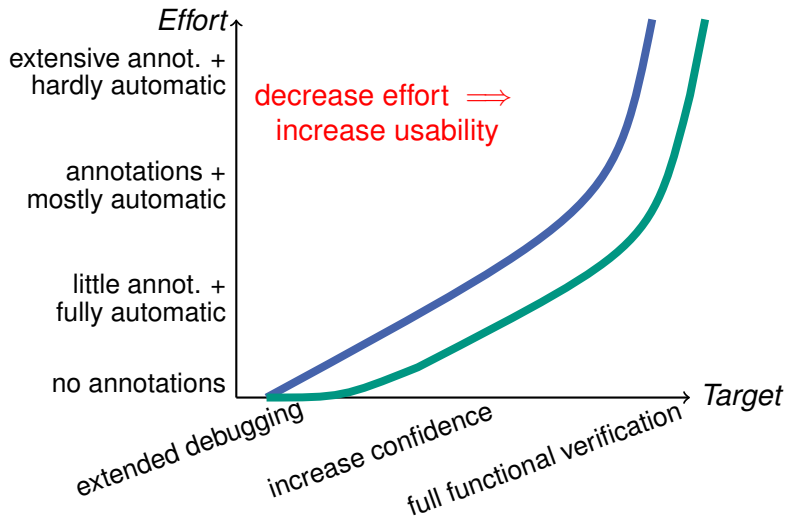 Effort
extensive annot. +
hardly automatic
decrease effort ⟹
increase usability
annotations +
mostly automatic
little annot. +
fully automatic
no annotations
Target
extended debugging
increase confidence
full functional verification